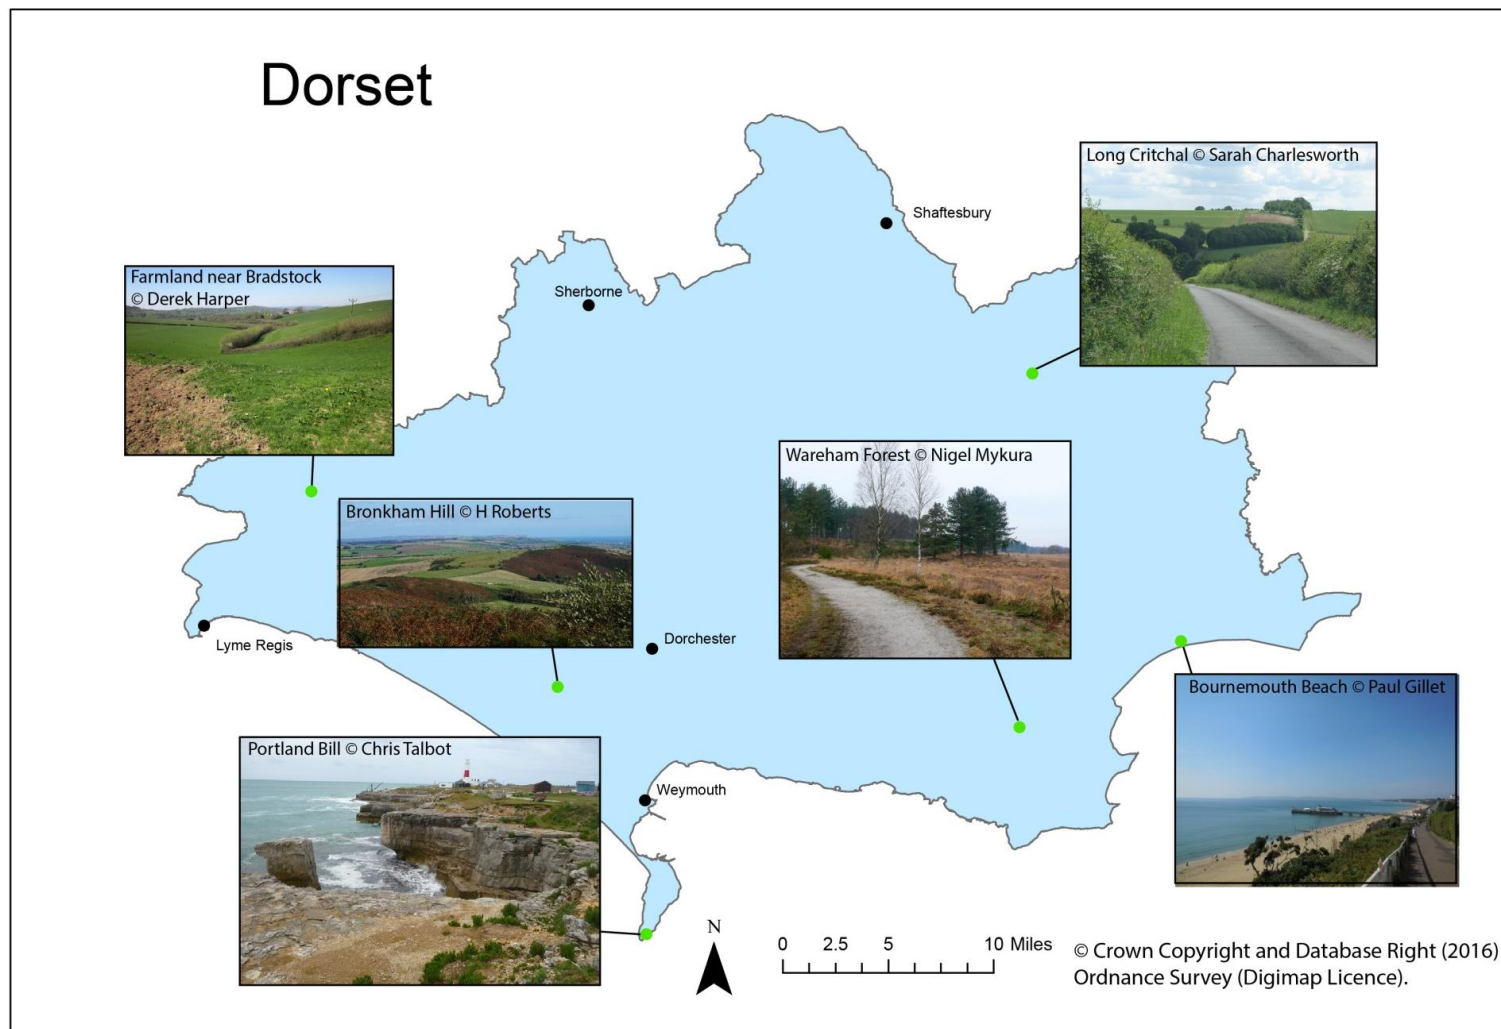 Dorset
Long Critchal © Sarah Charlesworth
Shaftesbury
Farmland near Bradstock
© Derek Harper
Sherborne
Wareham Forest © Nigel Mykura
Bronkham Hill © H Roberts
Lyme Regis
Dorchester
Bournemouth Beach © Paul Gillet
Portland Bill © Chris Talbot
Weymouth
N
0 2.5 5 10 Miles
© Crown Copyright and Database Right (2016)
Ordnance Survey (Digimap Licence).